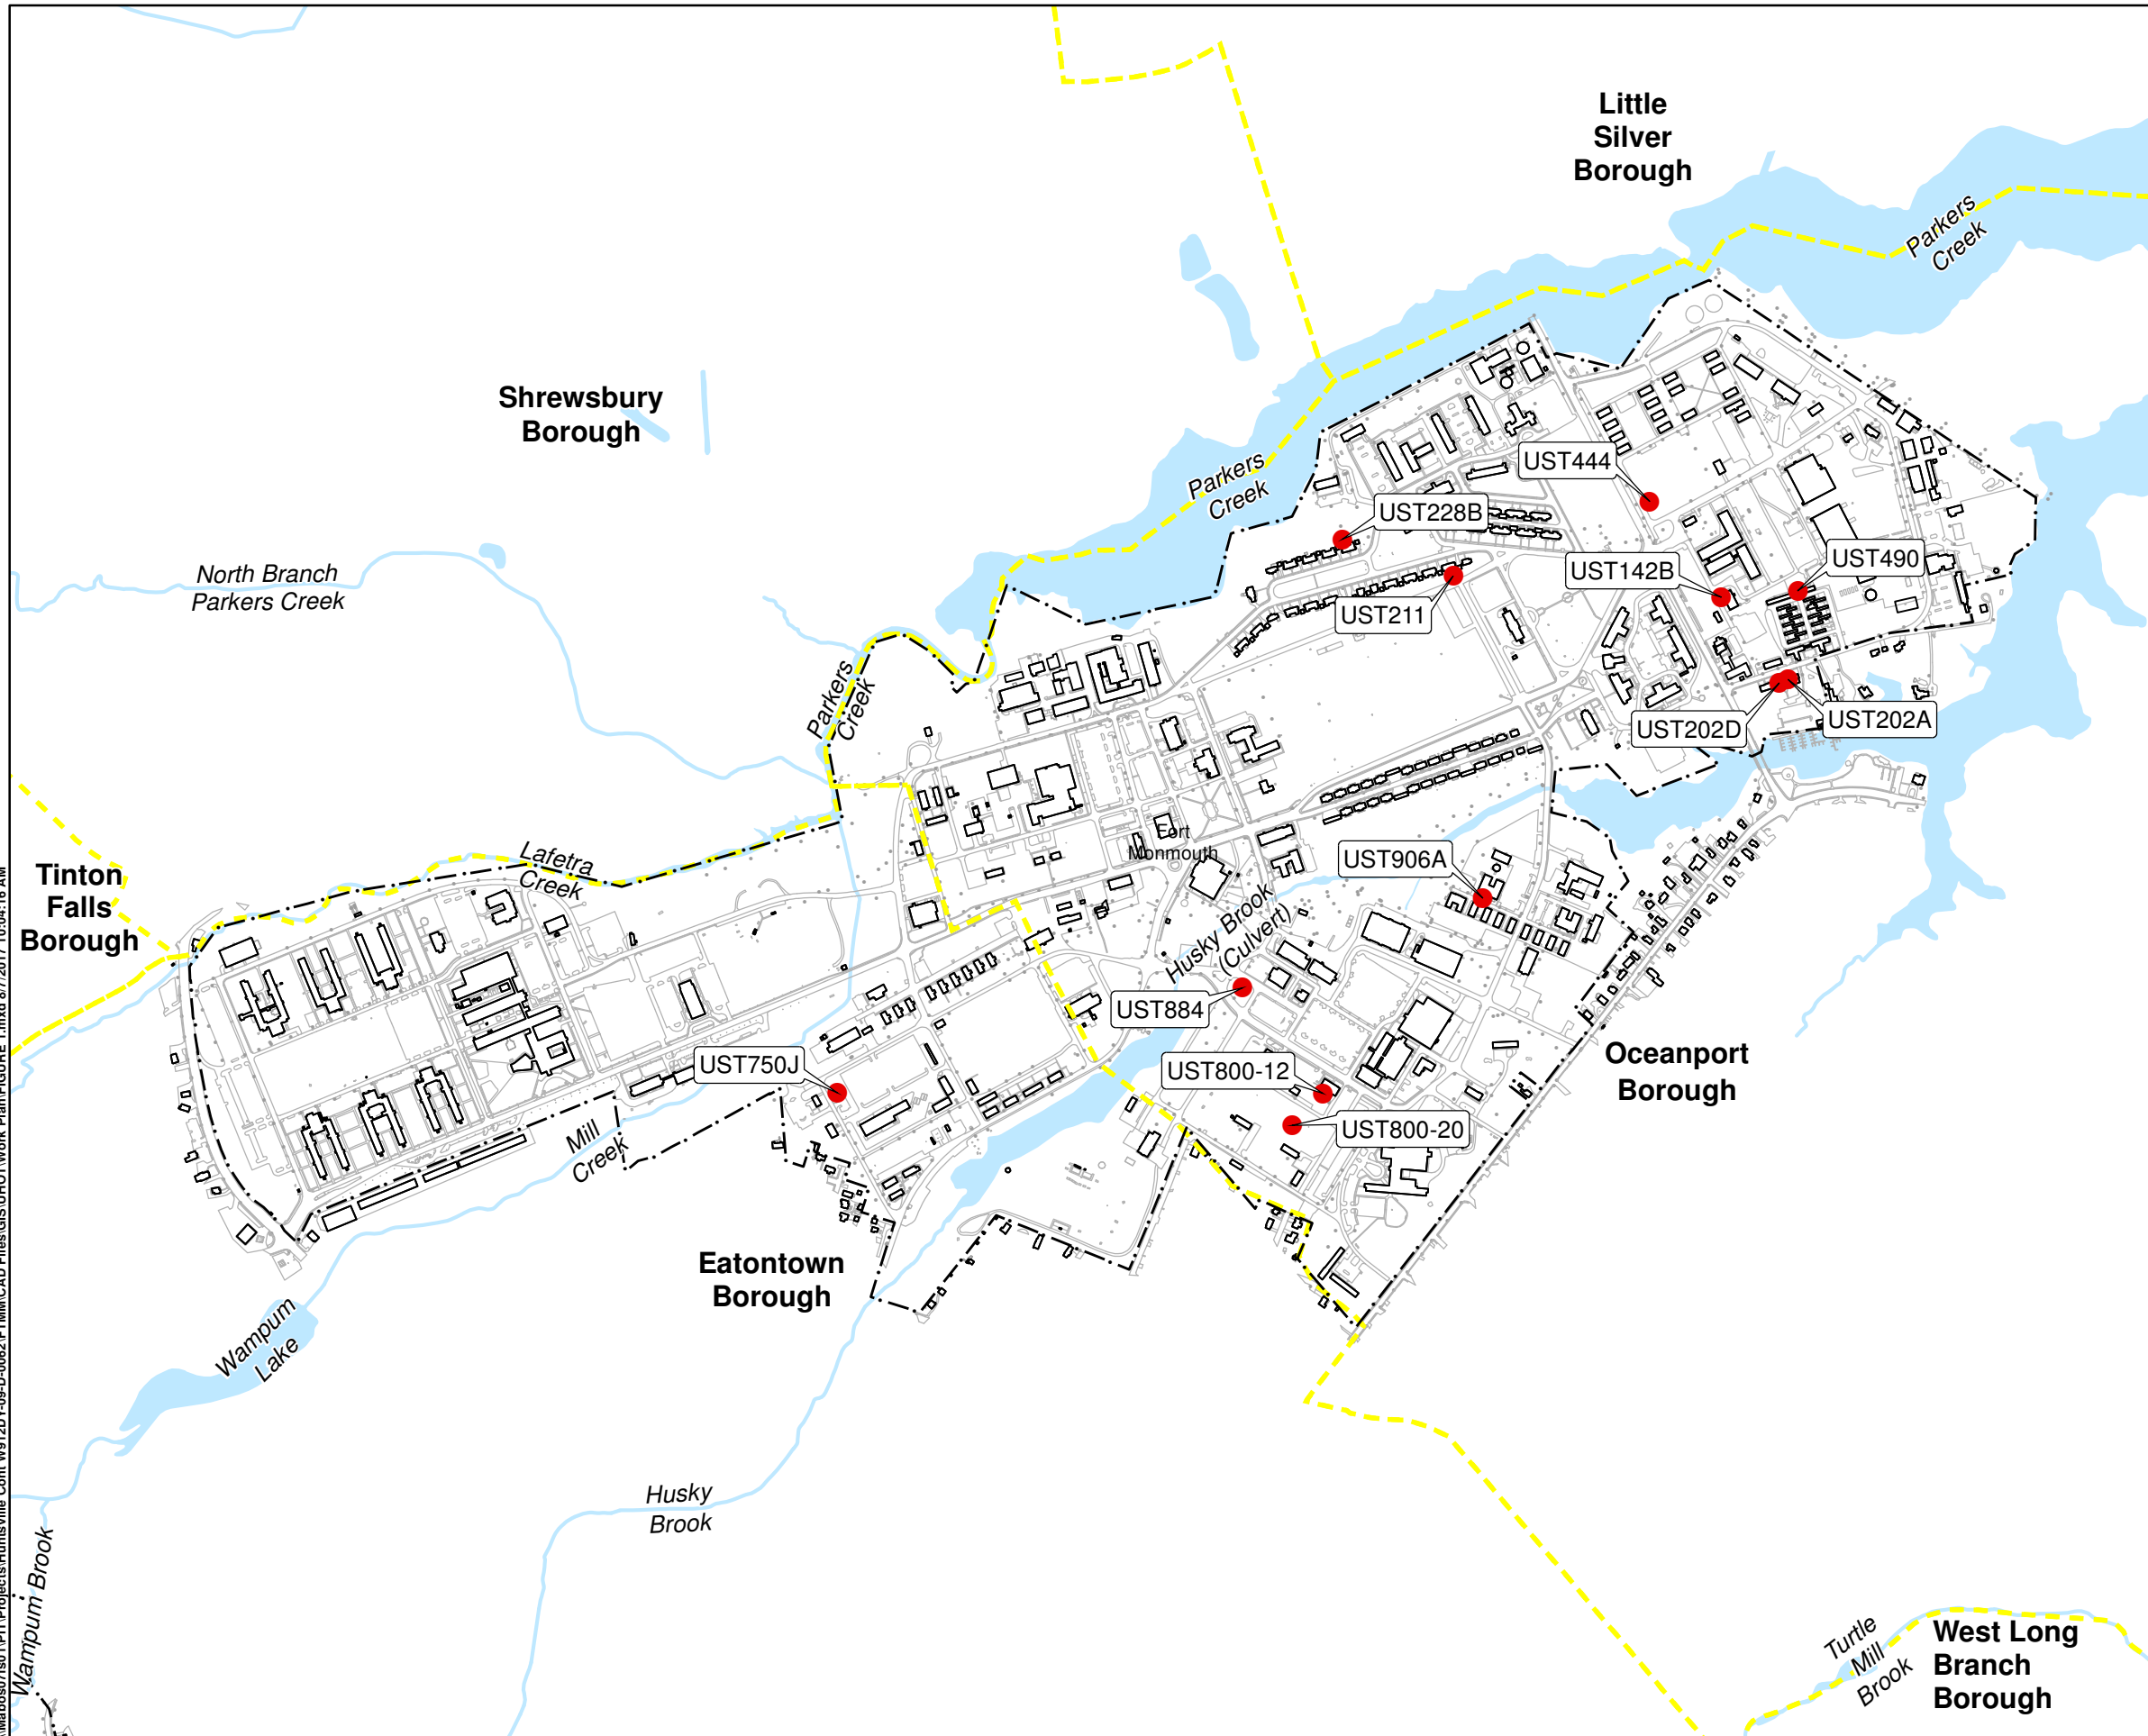 Little
Silver
Borough
Parkers
Creek
Shrewsbury
Borough
UST444
Parkers
Creek
UST228B
UST490
UST142B
North Branch
Parkers Creek
UST211
Parkers
Creek
UST202D
UST202A
Fort
Monmouth
Lafetra
Creek
UST906A
Tinton
Falls
Borough
Husky Brook
(Culvert)
UST884
UST750J
UST800-12
Oceanport
Borough
UST800-20
Mill
Creek
Eatontown
Borough
Wampum
Lake
Husky
Brook
Wampum Brook
Turtle
Mill
Brook
West Long
Branch
Borough